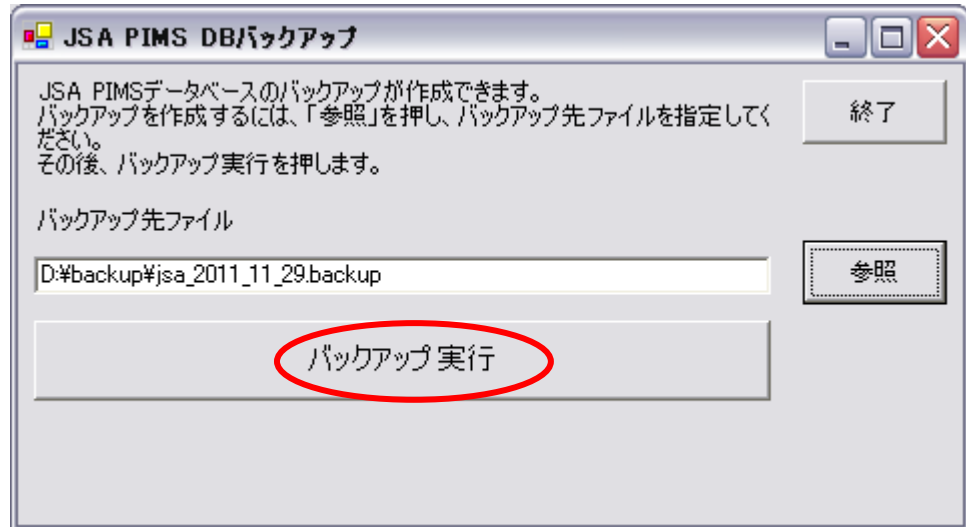 JSA PIMS DBバックアップ
JSA PIMSデータベースのバックアップが作成できます。
バックアップを作成するには、「参照」を押し、バックアップ先ファイルを指定してく
ださい。
その後、バックアップ実行を押します。
終了
バックアップ先ファイル
D:¥backup¥jsa_2011_11_29.backup
参照
バックアップ 実行